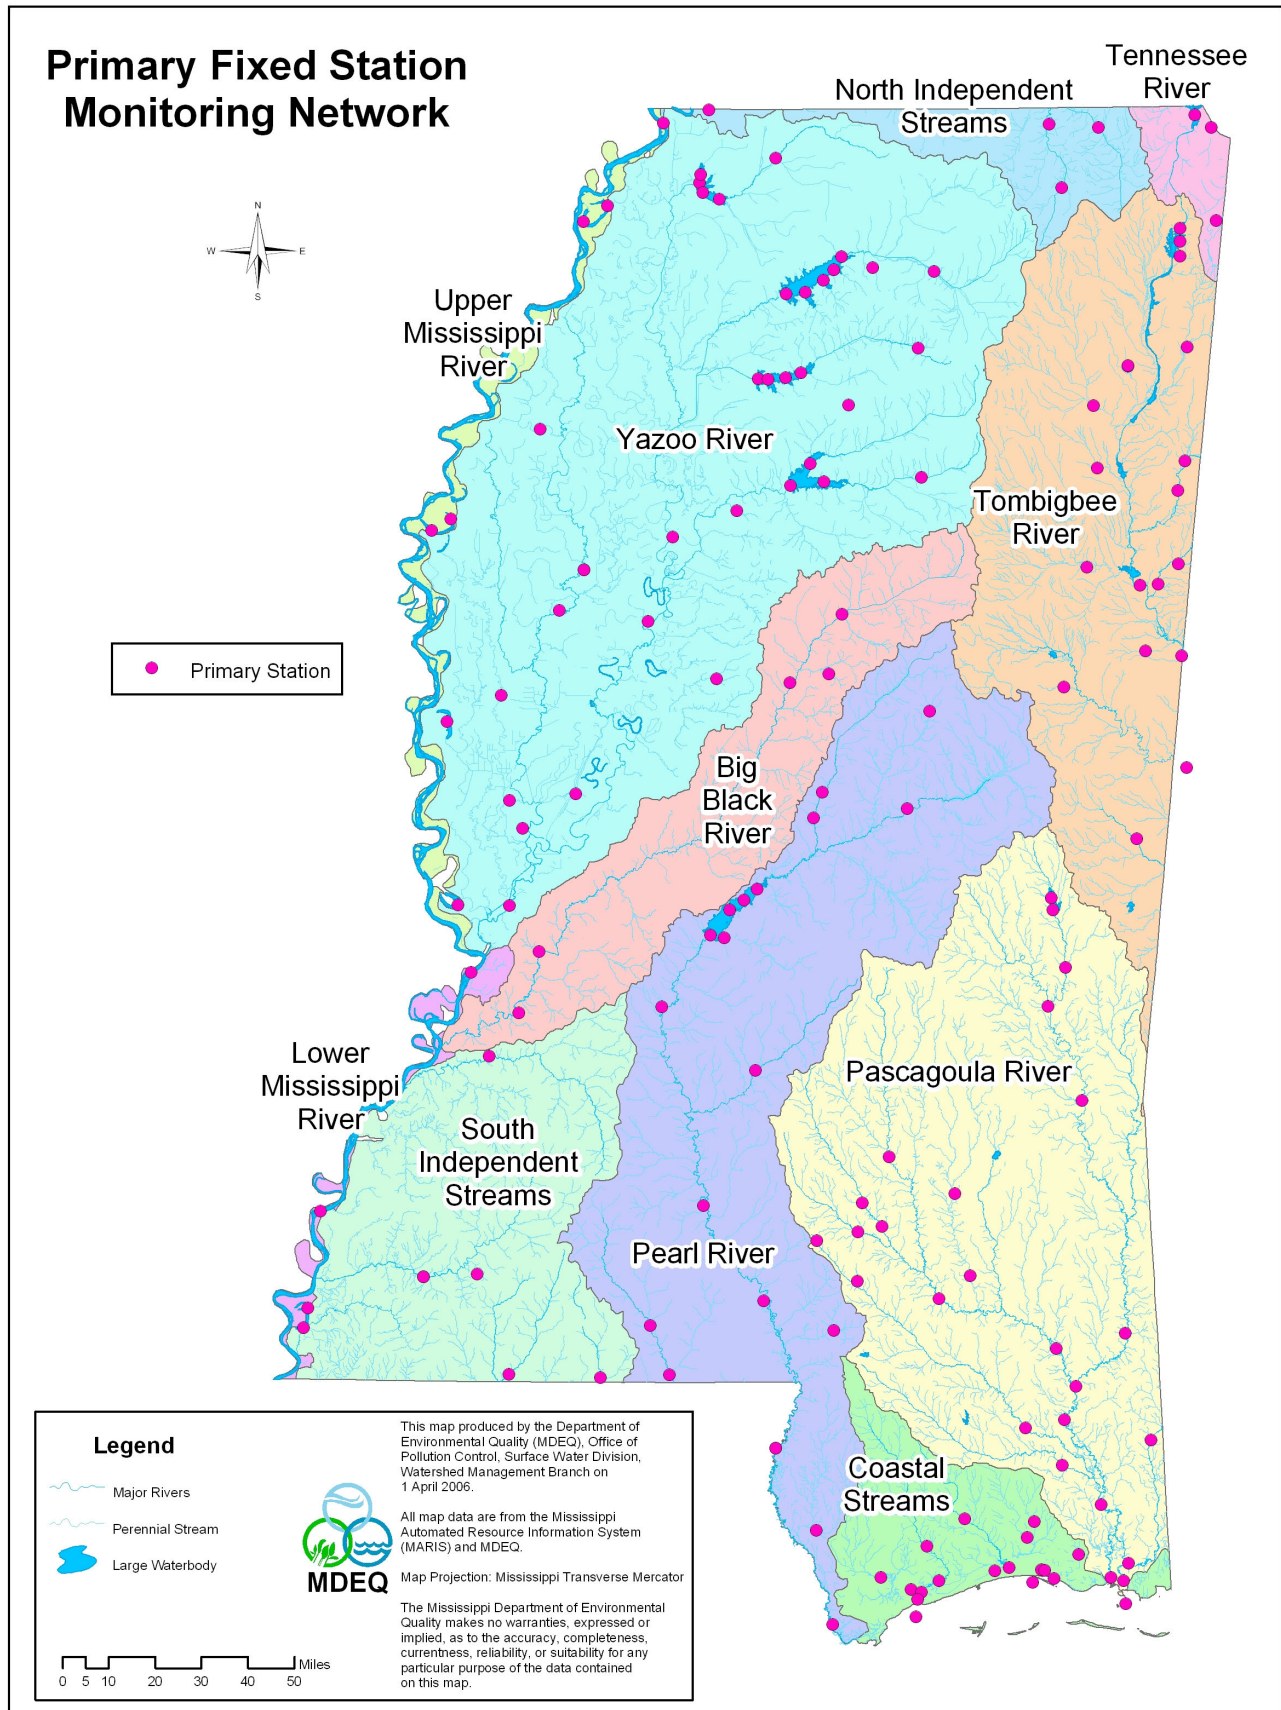 Primary Fixed Station
Monitoring Network
Tennessee
River
North Independent
Streams
N
W
E
S
Upper
Mississippi
River
Yazoo River
Tombigbee
River
Primary Station
Big
Black
River
Lower
Mississippi
River
Pascagoula River
South
Independent
Streams
Pearl River
Coastal
Streams
Legend
Major Rivers
Perennial Stream
Large Waterbody
Miles
0 5 10 20 30 40 50
MDEQ
This map produced by the Department of
Environmental Quality (MDEQ), Office of
Pollution Control, Surface Water Division,
Watershed Management Branch on
1 April 2006.
All map data are from the Mississippi
Automated Resource Information System
(MARIS) and MDEQ.
Map Projection: Mississippi Transverse Mercator
The Mississippi Department of Environmental
Quality makes no warranties, expressed or
implied, as to the accuracy, completeness,
currentness, reliability, or suitability for any
particular purpose of the data contained
on this map.